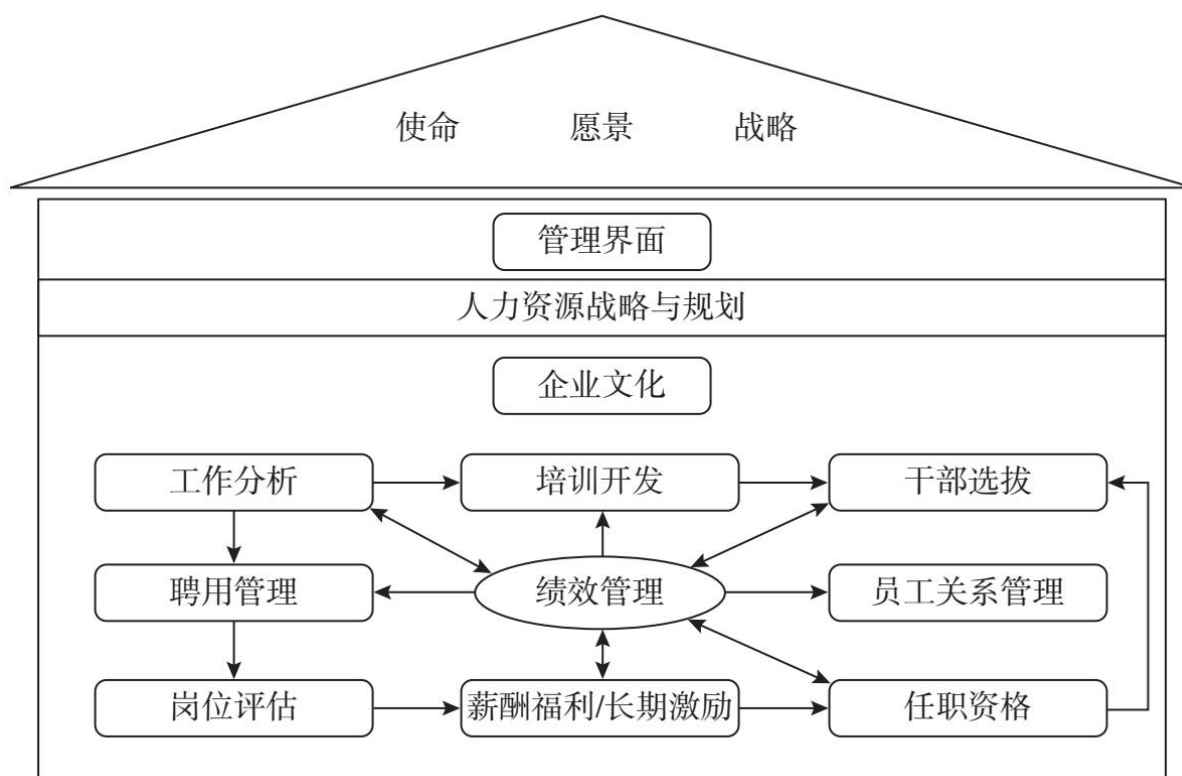 使命 愿景 战略
管理界面
人力资源战略与规划
企业文化
工作分析 培训开发 干部选拔
聘用管理 绩效管理 员工关系管理
岗位评估 薪酬福利/长期激励 任职资格